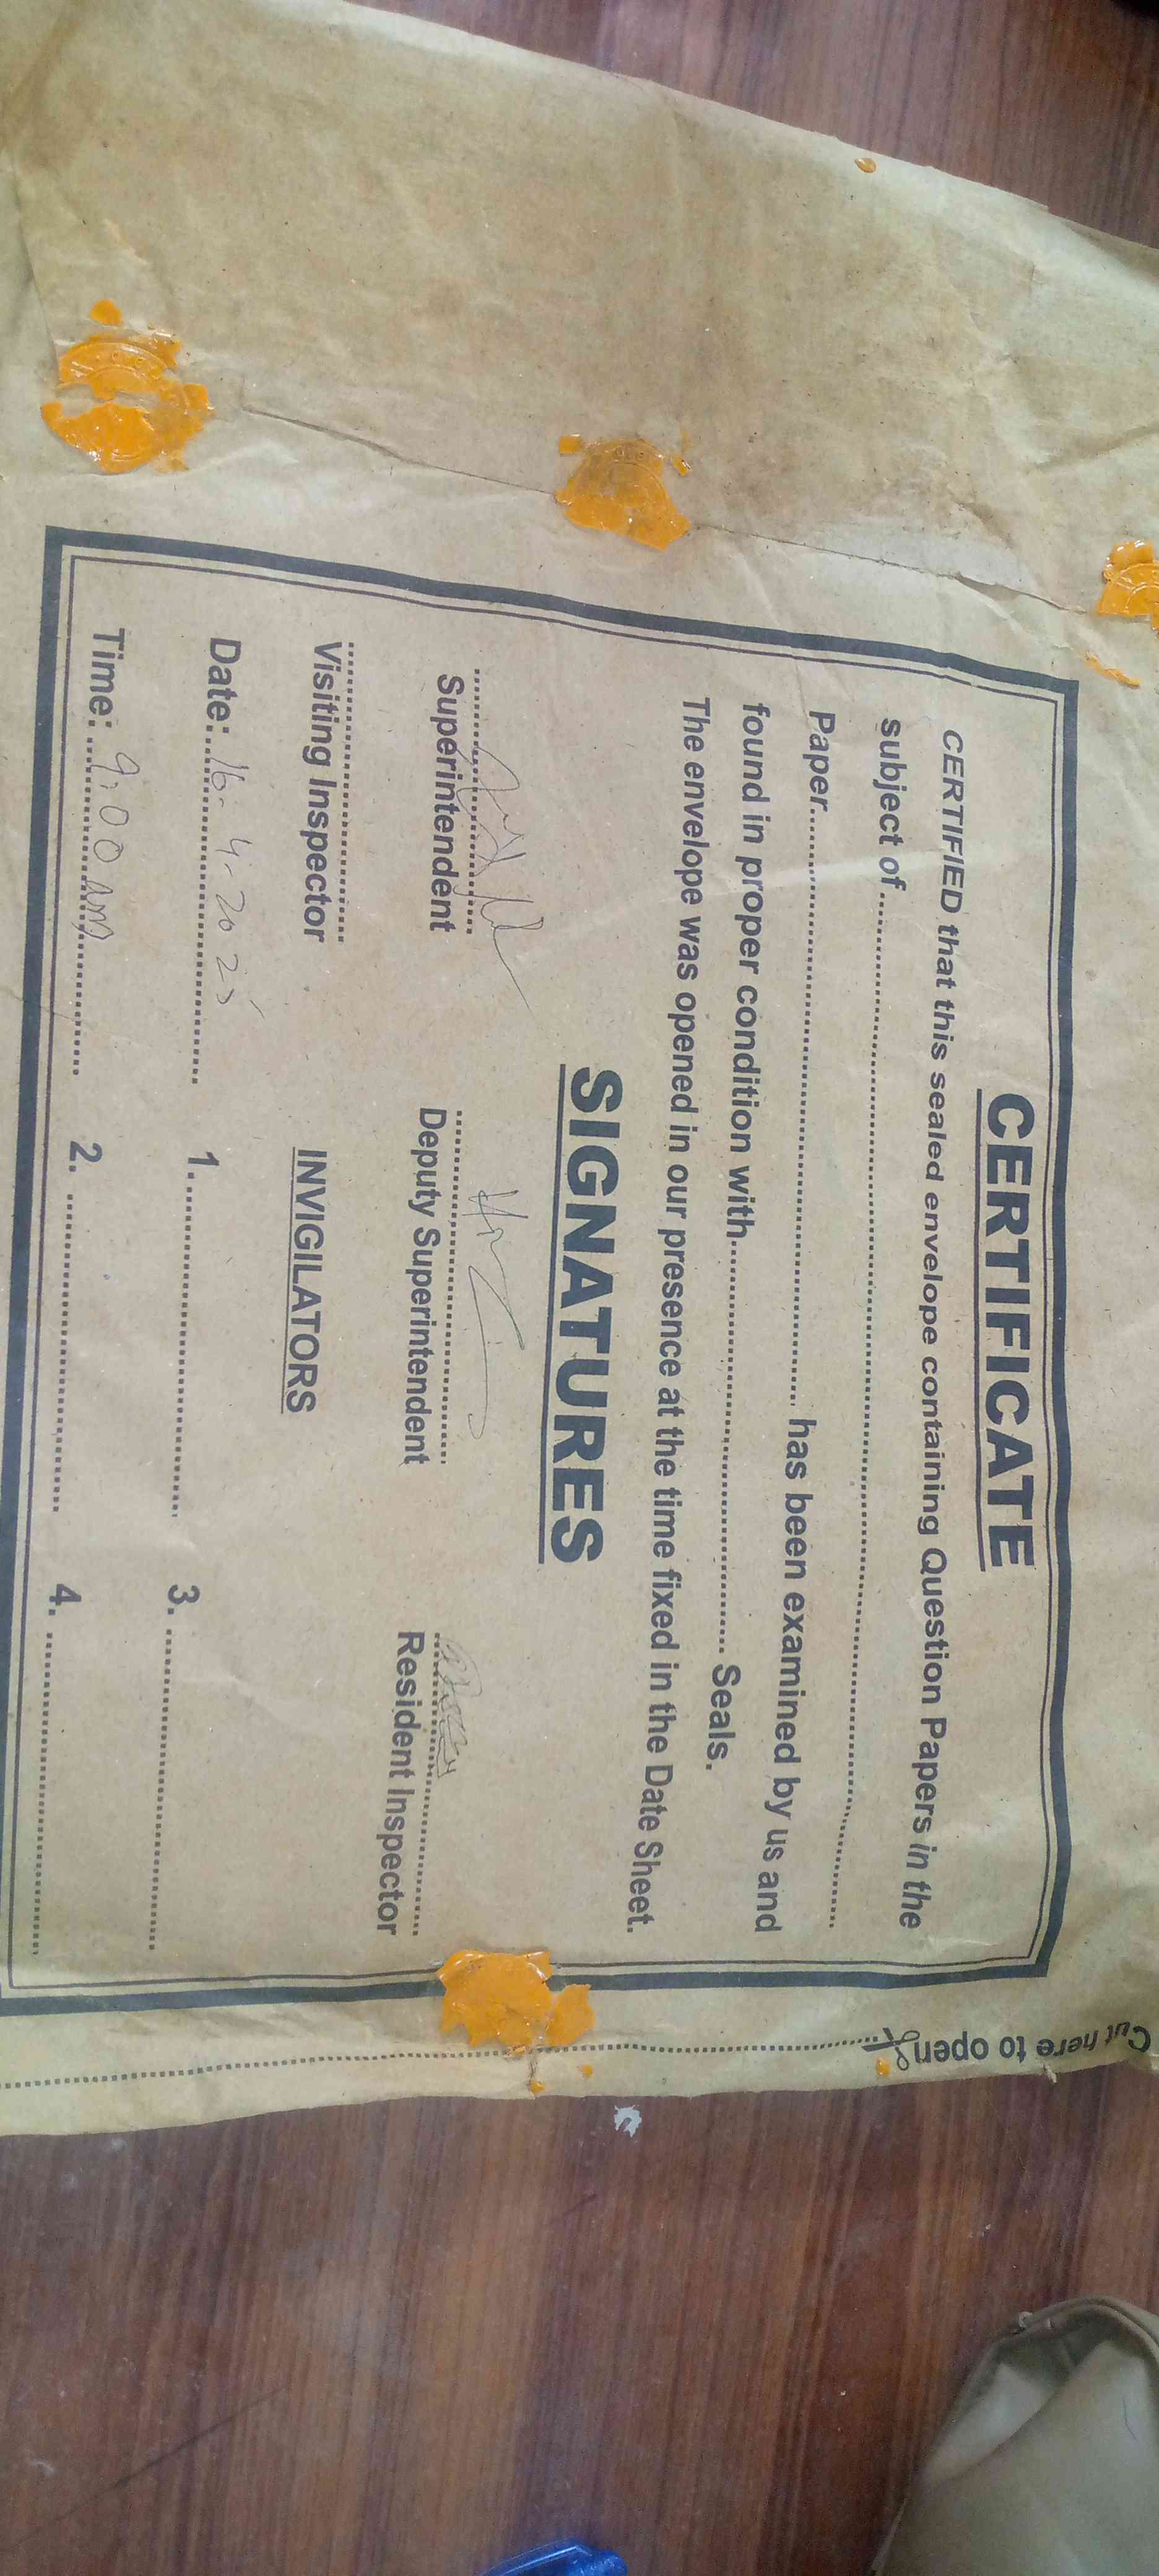 CERTIFICATE
CERTIFIED that this sealed envelope containing Question Papers in the
subject of....................
Paper.................... has been examined by us and
found in proper condition with.................... Seals.
The envelope was opened in our presence at the time fixed in the Date Sheet.
SIGNATURES
Superintendent Deputy Superintendent Resident Inspector
Visiting Inspector INVIGILATORS
Date: 16-4-2025 1.................... 3. ....................
Time: 9:00 am 2. .................... 4. ....................
Cut here to open